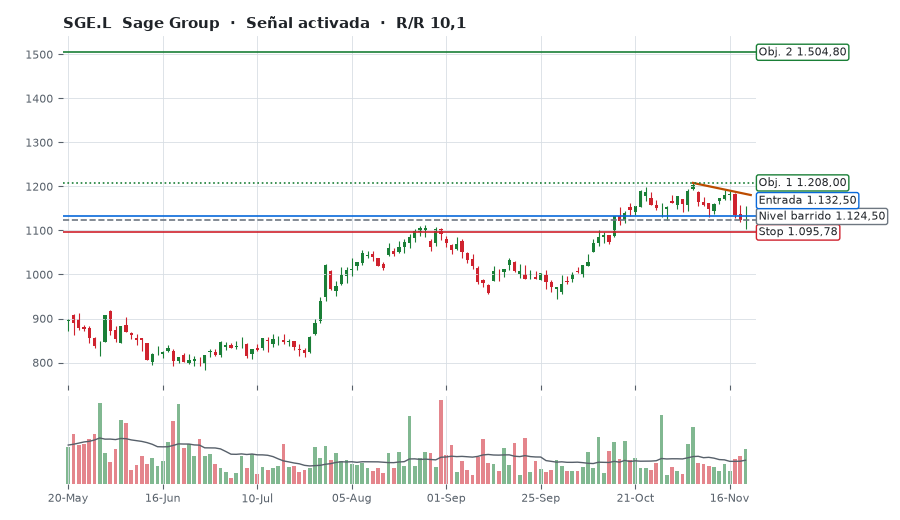 SGE.L Sage Group · Señal activada · R/R 10,1
1500
1400
1300
1200
1100
1000
900
800
Obj. 2 1.504,80
Obj. 1 1.208,00
Entrada 1.132,50
Nivel barrido 1.124,50
Stop 1.095,78
20-May
16-Jun
10-Jul
05-Aug
01-Sep
25-Sep
21-Oct
16-Nov